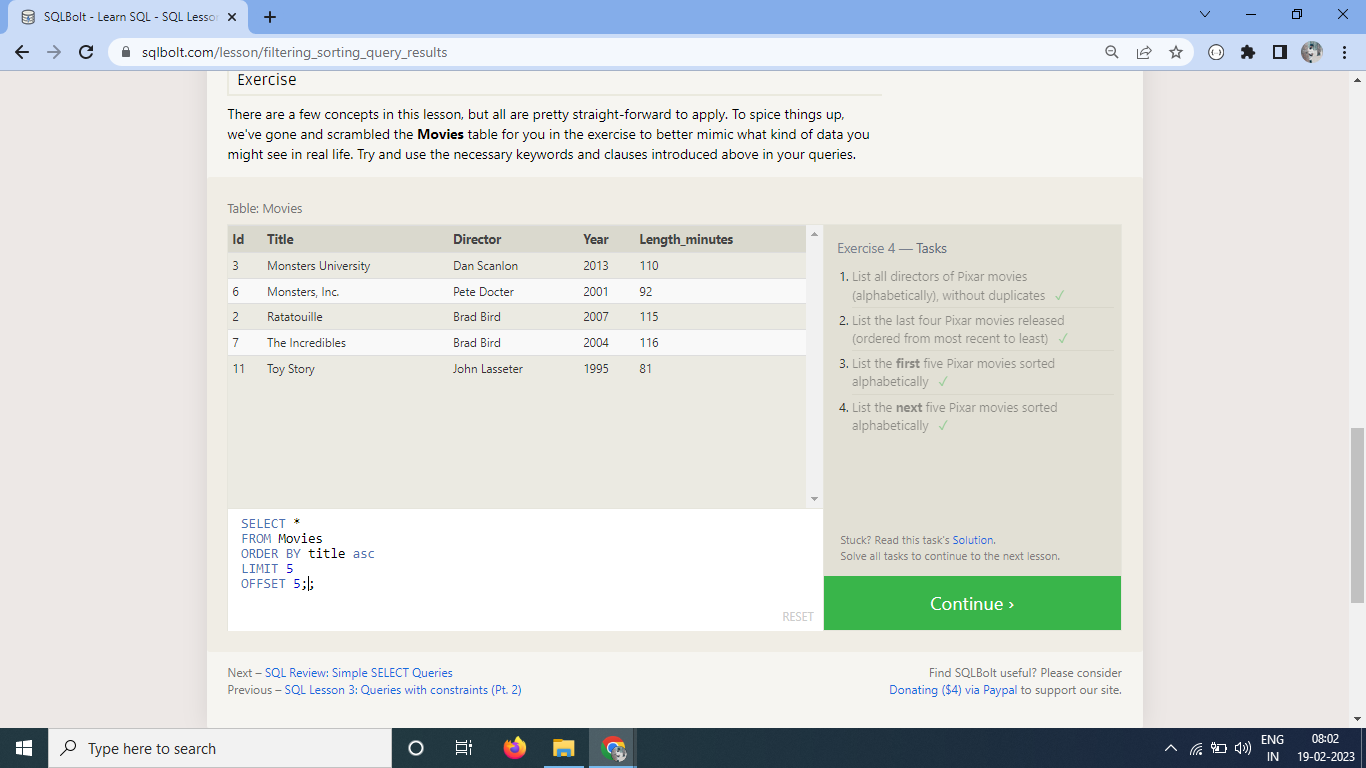 SQLBolt - Learn SQL - SQL Lesson
sqlbolt.com/lesson/filtering_sorting_query_results
Exercise
There are a few concepts in this lesson, but all are pretty straight-forward to apply. To spice things up,
we've gone and scrambled the Movies table for you in the exercise to better mimic what kind of data you
might see in real life. Try and use the necessary keywords and clauses introduced above in your queries.
Table: Movies
Id Title Director Year Length_minutes
3 Monsters University Dan Scanlon 2013 110
6 Monsters, Inc. Pete Docter 2001 92
2 Ratatouille Brad Bird 2007 115
7 The Incredibles Brad Bird 2004 116
11 Toy Story John Lasseter 1995 81
SELECT *
FROM Movies
ORDER BY title asc
LIMIT 5
OFFSET 5;;
RESET
Exercise 4 — Tasks
1. List all directors of Pixar movies
(alphabetically), without duplicates ✓
2. List the last four Pixar movies released
(ordered from most recent to least) ✓
3. List the first five Pixar movies sorted
alphabetically ✓
4. List the next five Pixar movies sorted
alphabetically ✓
Stuck? Read this task's Solution.
Solve all tasks to continue to the next lesson.
Continue ›
Next – SQL Review: Simple SELECT Queries
Previous – SQL Lesson 3: Queries with constraints (Pt. 2)
Find SQLBolt useful? Please consider
Donating ($4) via Paypal to support our site.
Type here to search
ENG
IN
08:02
19-02-2023